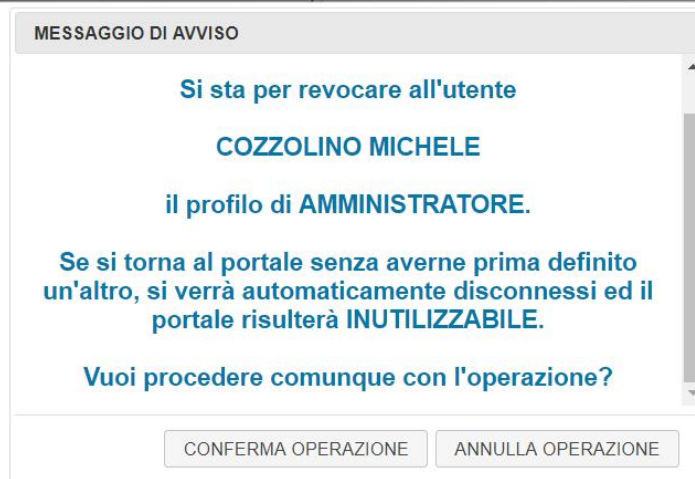 MESSAGGIO DI AVVISO
Si sta per revocare all'utente
COZZOLINO MICHELE
il profilo di AMMINISTRATORE.
Se si torna al portale senza averne prima definito
un'altro, si verrà automaticamente disconnessi ed il
portale risulterà INUTILIZZABILE.
Vuoi procedere comunque con l'operazione?
CONFERMA OPERAZIONE
ANNULLA OPERAZIONE